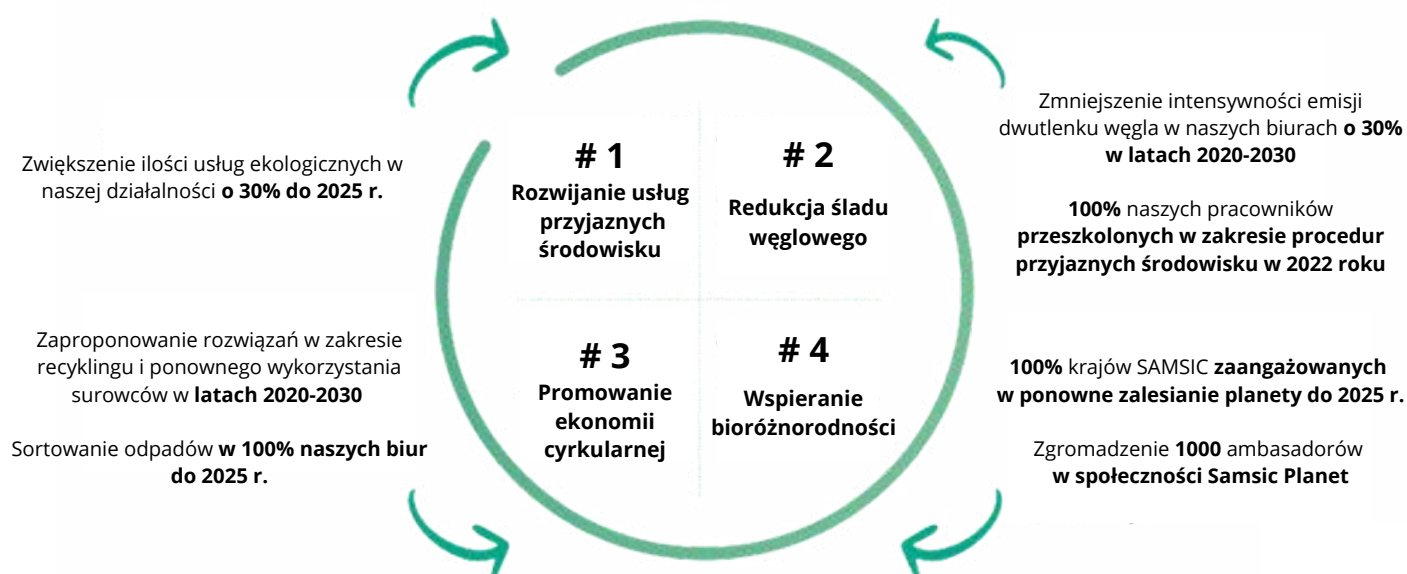 Zwiększenie ilości usług ekologicznych w
naszej działalności o 30% do 2025 r.
# 1
Rozwijanie usług
przyjaznych
środowisku
# 2
Redukcja śladu
węglowego
Zmniejszenie intensywności emisji
dwutlenku węgla w naszych biurach o 30%
w latach 2020-2030
100% naszych pracowników
przeszkolonych w zakresie procedur
przyjaznych środowisku w 2022 roku
Zaproponowanie rozwiązań w zakresie
recyklingu i ponownego wykorzystania
surowców w latach 2020-2030
Sortowanie odpadów w 100% naszych biur
do 2025 r.
# 3
Promowanie
ekonomii
cyrkularnej
# 4
Wspieranie
bioróżnorodności
100% krajów SAMSIC zaangażowanych
w ponowne zalesianie planety do 2025 r.
Zgromadzenie 1000 ambasadorów
w społeczności Samsic Planet